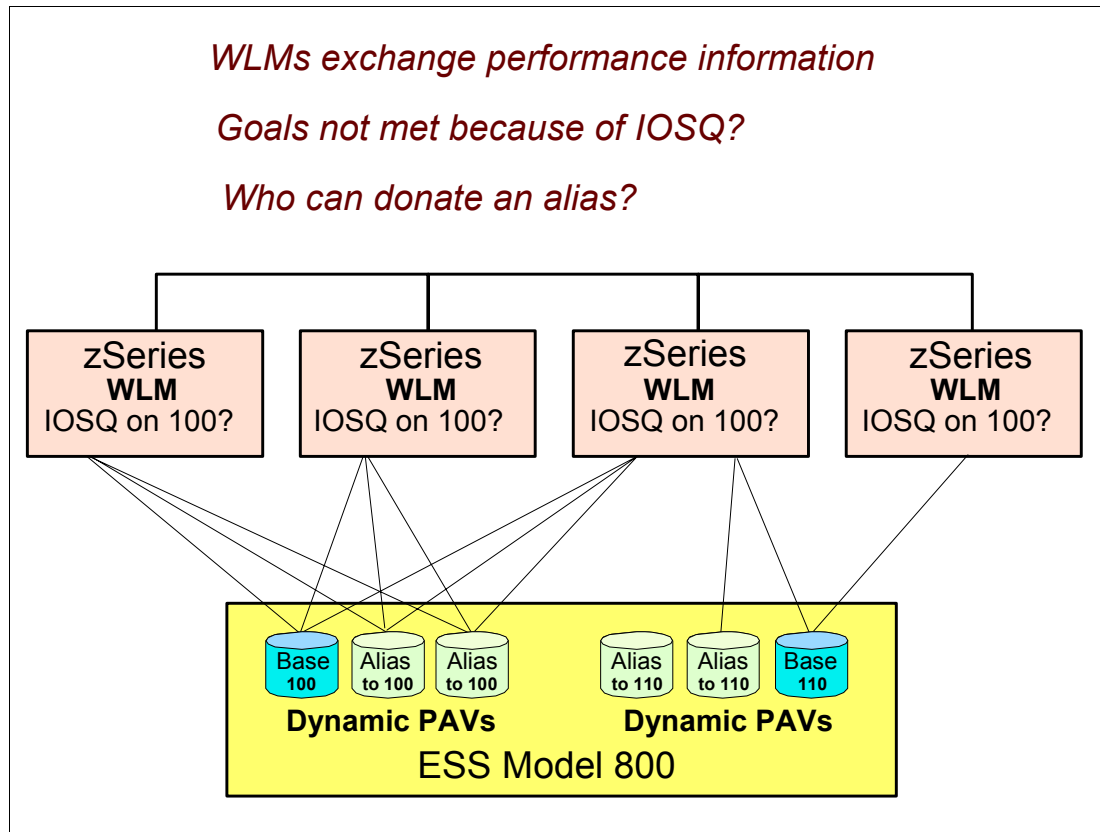 WLMs exchange performance information
Goals not met because of IOSQ?
Who can donate an alias?
zSeries
WLM
IOSQ on 100?
zSeries
WLM
IOSQ on 100?
zSeries
WLM
IOSQ on 100?
zSeries
WLM
IOSQ on 100?
Base
100
Alias
to 100
Alias
to 100
Alias
to 110
Alias
to 110
Base
110
Dynamic PAVs
Dynamic PAVs
ESS Model 800